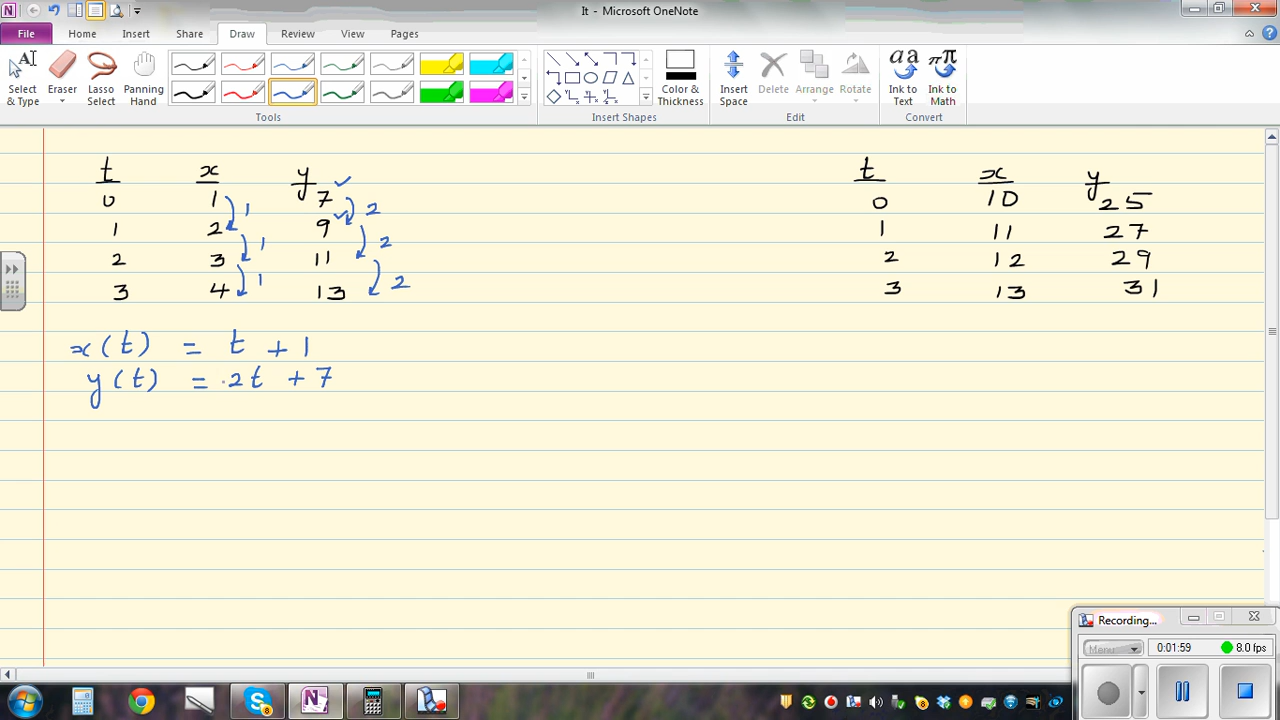 It - Microsoft OneNote
File Home Insert Share Draw Review View Pages
Select & Type
Eraser
Lasso Select
Panning Hand
Color & Thickness
Insert Space
Delete
Arrange
Rotate
Ink to Text
Ink to Math
Tools Insert Shapes Edit Convert
t x y t x y
0 1 7 0 10 25
1 2 9 1 11 27
2 3 11 2 12 29
3 4 13 3 13 31
1 2
1 2
1 2
x(t) = t + 1
y(t) = 2t + 7
Recording...
Menu 0:01:59 8.0 fps